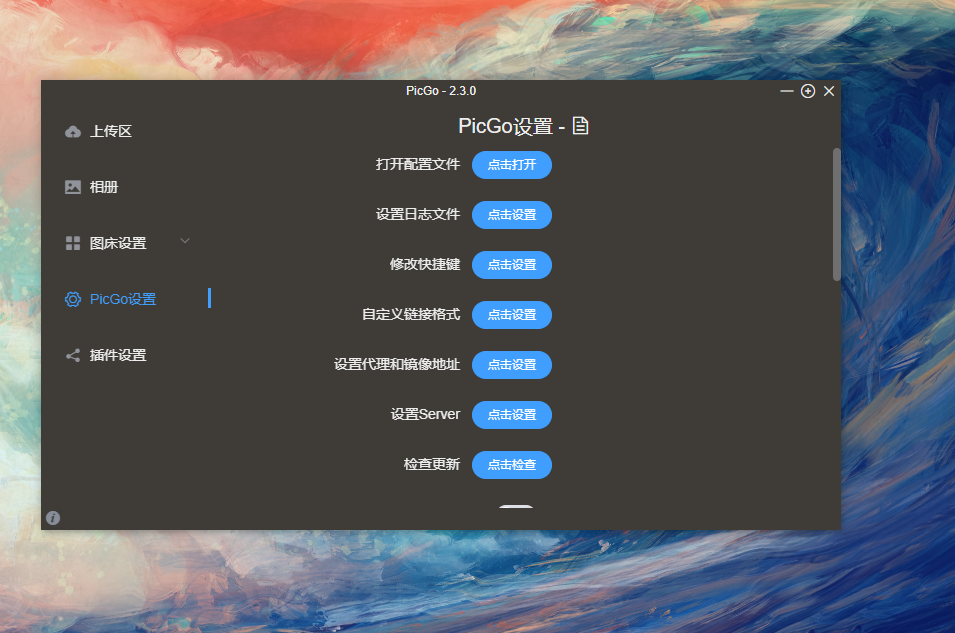 PicGo - 2.3.0
上传区
相册
图床设置
PicGo设置
插件设置
PicGo设置 -
打开配置文件 点击打开
设置日志文件 点击设置
修改快捷键 点击设置
自定义链接格式 点击设置
设置代理和镜像地址 点击设置
设置Server 点击设置
检查更新 点击检查